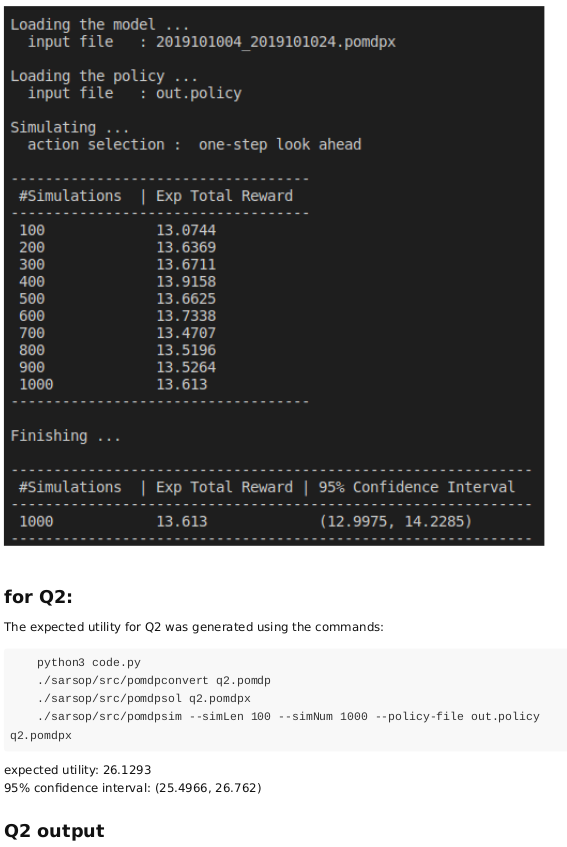 Loading the model ...
  input file   : 2019101004_2019101024.pomdpx

Loading the policy ...
  input file   : out.policy

Simulating ...
  action selection :  one-step look ahead

-----------------------------------
 #Simulations  | Exp Total Reward
-----------------------------------
 100             13.0744
 200             13.6369
 300             13.6711
 400             13.9158
 500             13.6625
 600             13.7338
 700             13.4707
 800             13.5196
 900             13.5264
 1000            13.613
-----------------------------------

Finishing ...

-------------------------------------------------------------
 #Simulations  | Exp Total Reward | 95% Confidence Interval
-------------------------------------------------------------
 1000            13.613             (12.9975, 14.2285)
-------------------------------------------------------------

for Q2:
The expected utility for Q2 was generated using the commands:
    python3 code.py
    ./sarsop/src/pomdpconvert q2.pomdp
    ./sarsop/src/pomdpsol q2.pomdpx
    ./sarsop/src/pomdpsim --simLen 100 --simNum 1000 --policy-file out.policy
q2.pomdpx
expected utility: 26.1293
95% confidence interval: (25.4966, 26.762)
Q2 output